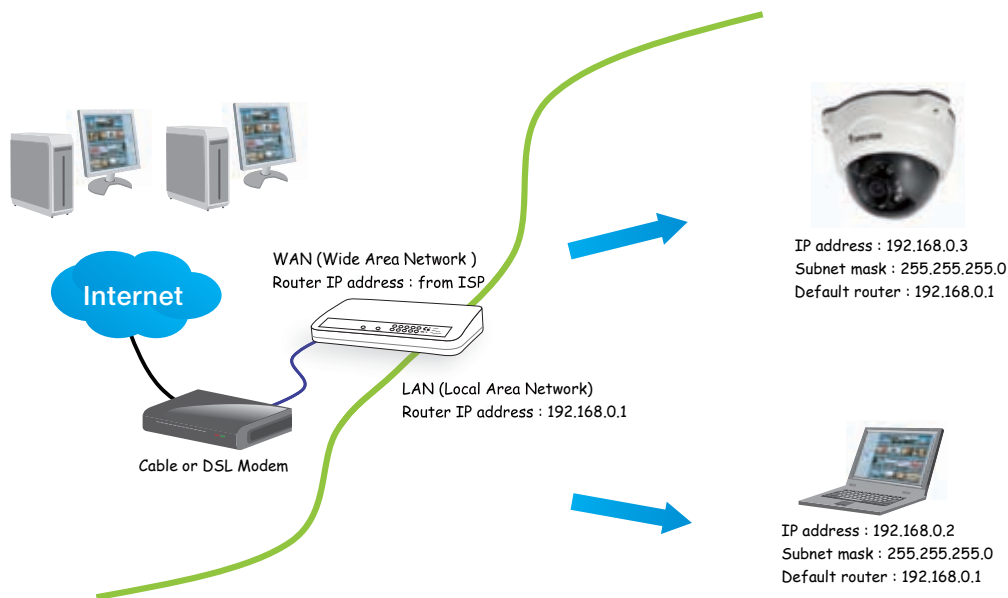 WAN (Wide Area Network )
Router IP address : from ISP
Internet
LAN (Local Area Network)
Router IP address : 192.168.0.1
Cable or DSL Modem
IP address : 192.168.0.3
Subnet mask : 255.255.255.0
Default router : 192.168.0.1
IP address : 192.168.0.2
Subnet mask : 255.255.255.0
Default router : 192.168.0.1